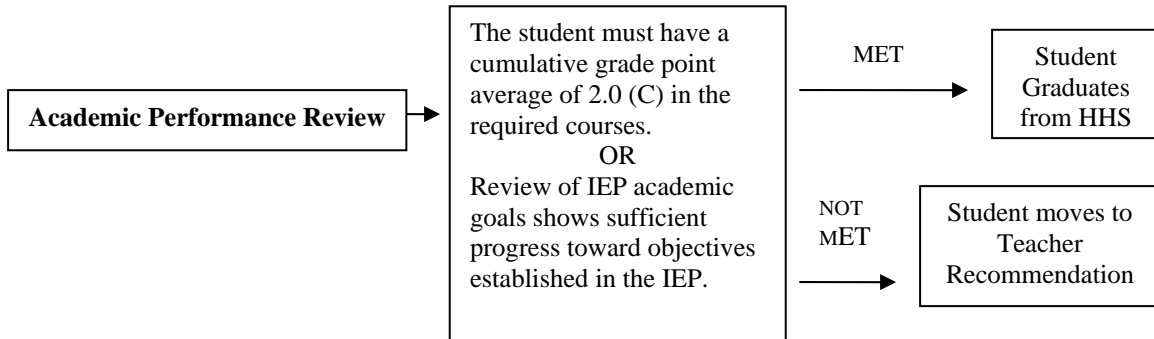 Academic Performance Review
The student must have a
cumulative grade point
average of 2.0 (C) in the
required courses.
OR
Review of IEP academic
goals shows sufficient
progress toward objectives
established in the IEP.
MET
Student
Graduates
from HHS
NOT
MET
Student moves to
Teacher
Recommendation